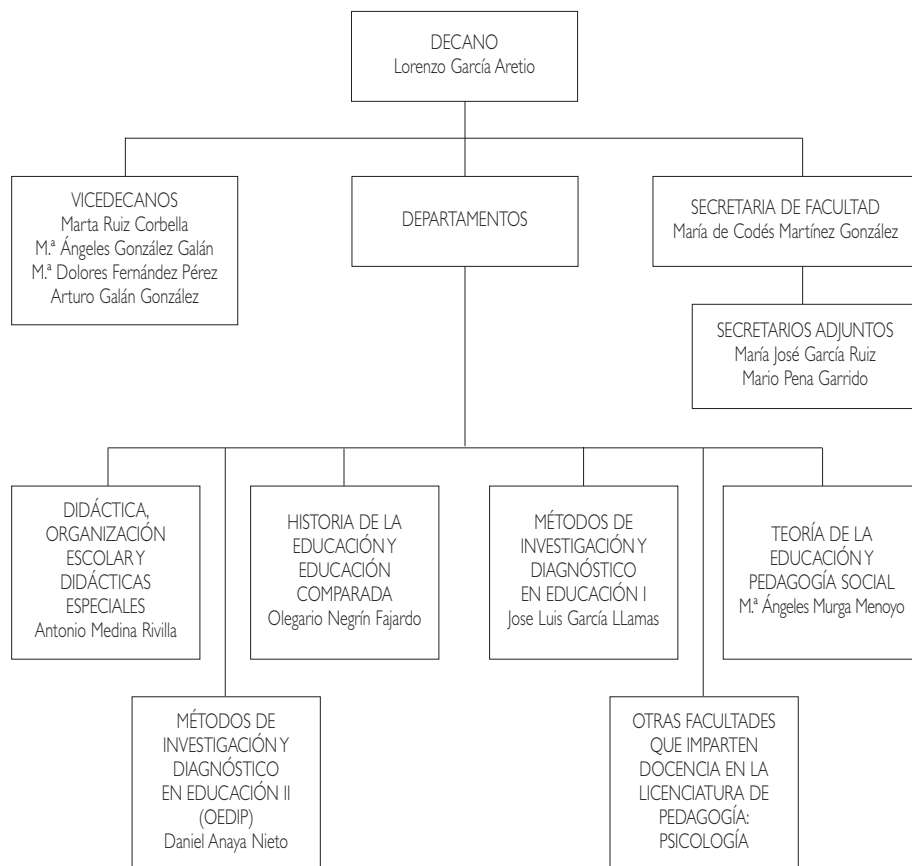 DECANO
Lorenzo García Aretio
VICEDECANOS
Marta Ruiz Corbella
M.ª Ángeles González Galán
M.ª Dolores Fernández Pérez
Arturo Galán González
DEPARTAMENTOS
SECRETARIA DE FACULTAD
María de Codés Martínez González
SECRETARIOS ADJUNTOS
María José García Ruiz
Mario Pena Garrido
DIDÁCTICA,
ORGANIZACIÓN
ESCOLAR Y
DIDÁCTICAS
ESPECIALES
Antonio Medina Rivilla
HISTORIA DE LA
EDUCACIÓN Y
EDUCACIÓN
COMPARADA
Olegario Negrín Fajardo
MÉTODOS DE
INVESTIGACIÓN Y
DIAGNÓSTICO
EN EDUCACIÓN I
Jose Luis García LLamas
TEORÍA DE LA
EDUCACIÓN Y
PEDAGOGÍA SOCIAL
M.ª Ángeles Murga Menoyo
MÉTODOS DE
INVESTIGACIÓN Y
DIAGNÓSTICO
EN EDUCACIÓN II
(OEDIP)
Daniel Anaya Nieto
OTRAS FACULTADES
QUE IMPARTEN
DOCENCIA EN LA
LICENCIATURA DE
PEDAGOGÍA:
PSICOLOGÍA